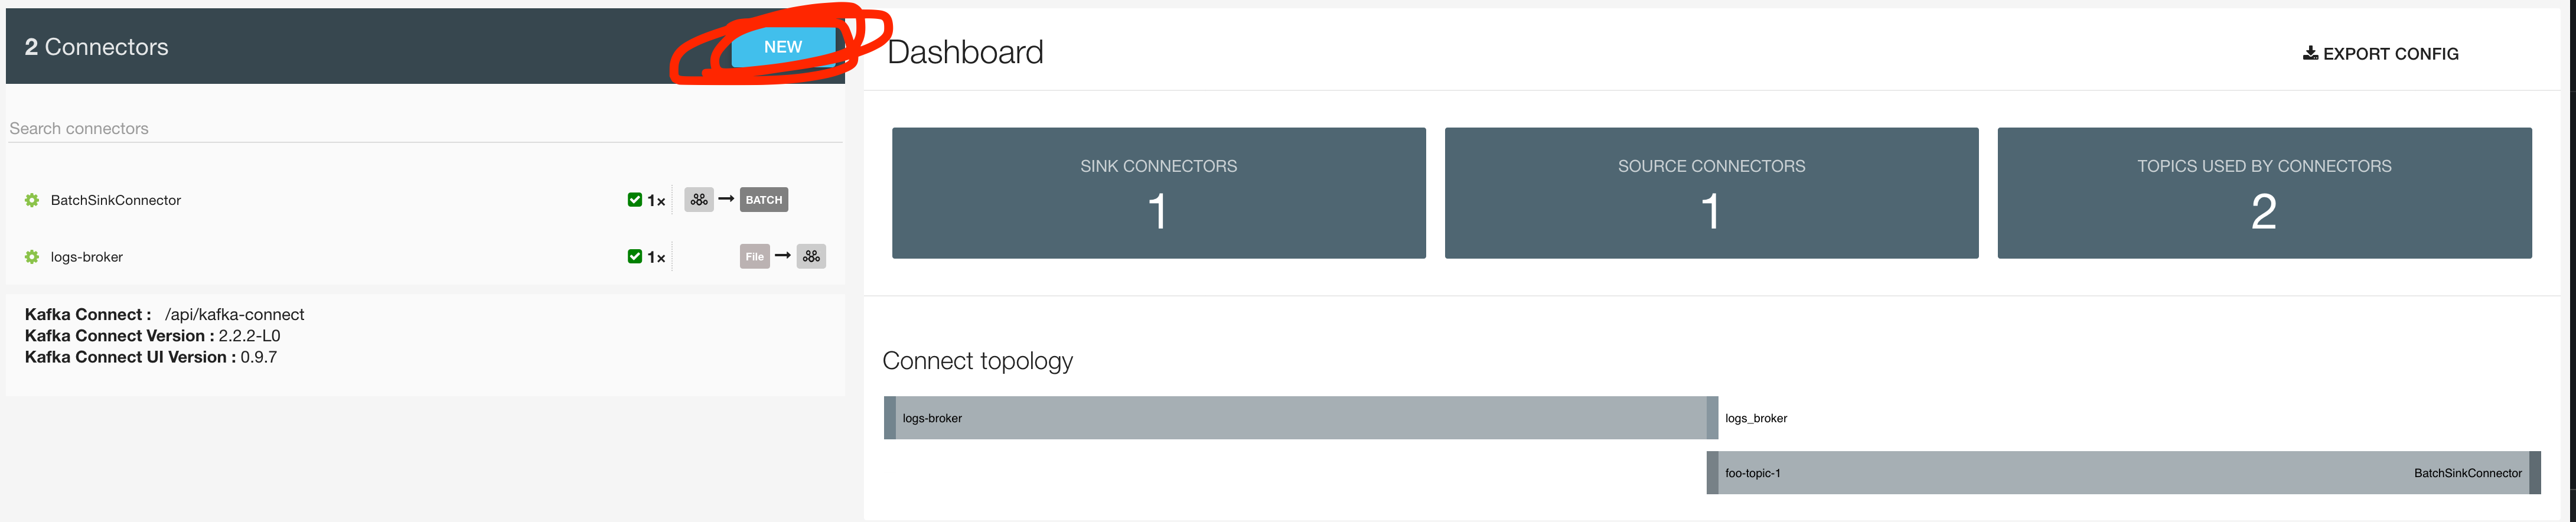 2 Connectors
NEW
Search connectors
BatchSinkConnector
1×
BATCH
logs-broker
1×
File
Kafka Connect : /api/kafka-connect
Kafka Connect Version : 2.2.2-L0
Kafka Connect UI Version : 0.9.7
Dashboard
EXPORT CONFIG
SINK CONNECTORS
1
SOURCE CONNECTORS
1
TOPICS USED BY CONNECTORS
2
Connect topology
logs-broker
logs_broker
foo-topic-1
BatchSinkConnector